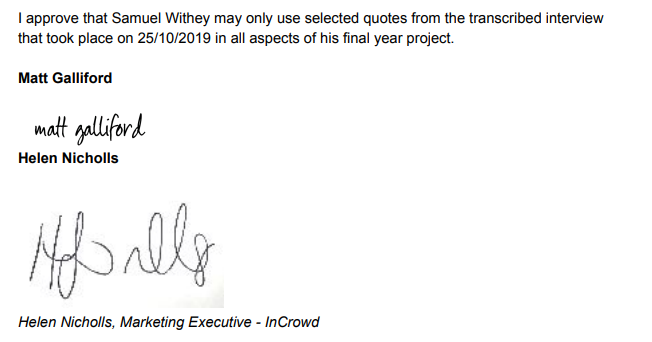 I approve that Samuel Withey may only use selected quotes from the transcribed interview
that took place on 25/10/2019 in all aspects of his final year project.
Matt Galliford
matt galliford
Helen Nicholls
Helen Nicholls, Marketing Executive - InCrowd